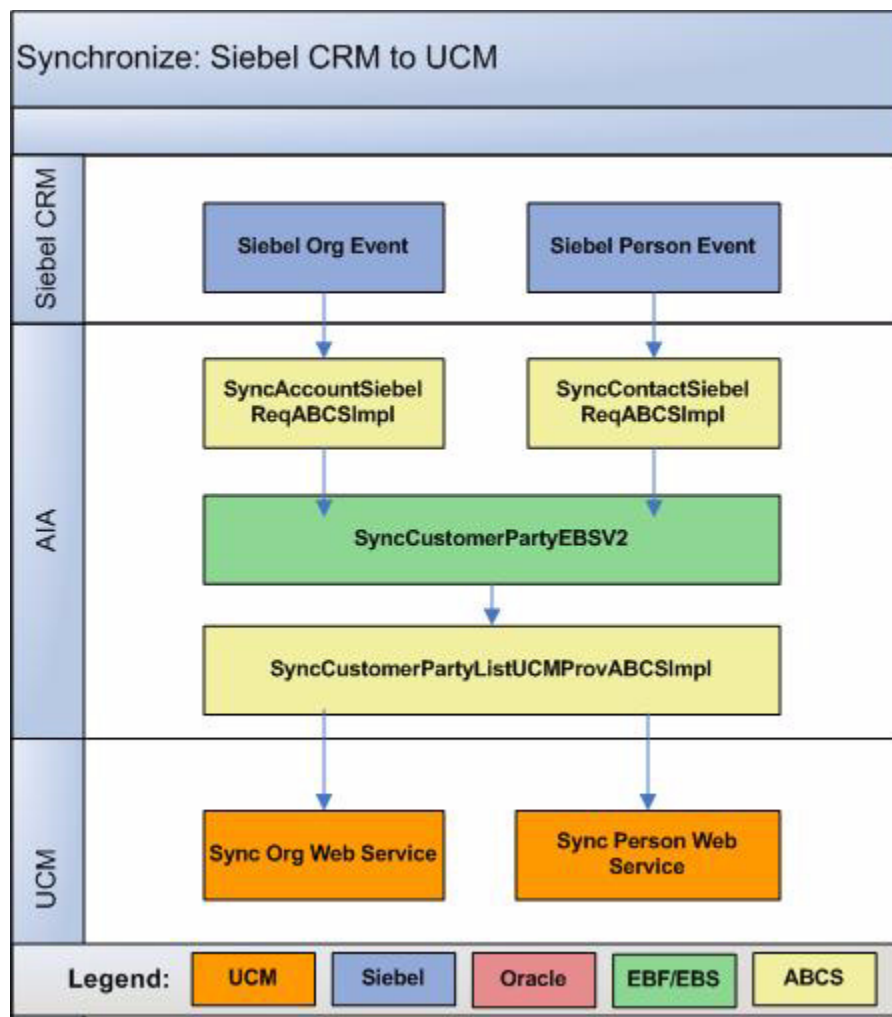 Synchronize: Siebel CRM to UCM
Siebel CRM
Siebel Org Event
Siebel Person Event
AIA
SyncAccountSiebel
ReqABCSImpl
SyncContactSiebel
ReqABCSImpl
SyncCustomerPartyEBSV2
SyncCustomerPartyListUCMProvABCSImpl
UCM
Sync Org Web Service
Sync Person Web
Service
Legend:
UCM
Siebel
Oracle
EBF/EBS
ABCS